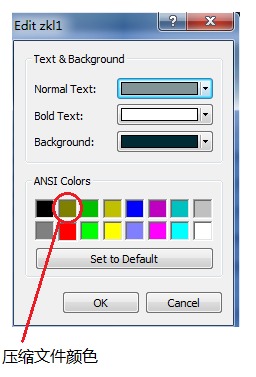 Edit zkl1
Text & Background
Normal Text:
Bold Text:
Background:
ANSI Colors
Set to Default
OK
Cancel
压缩文件颜色